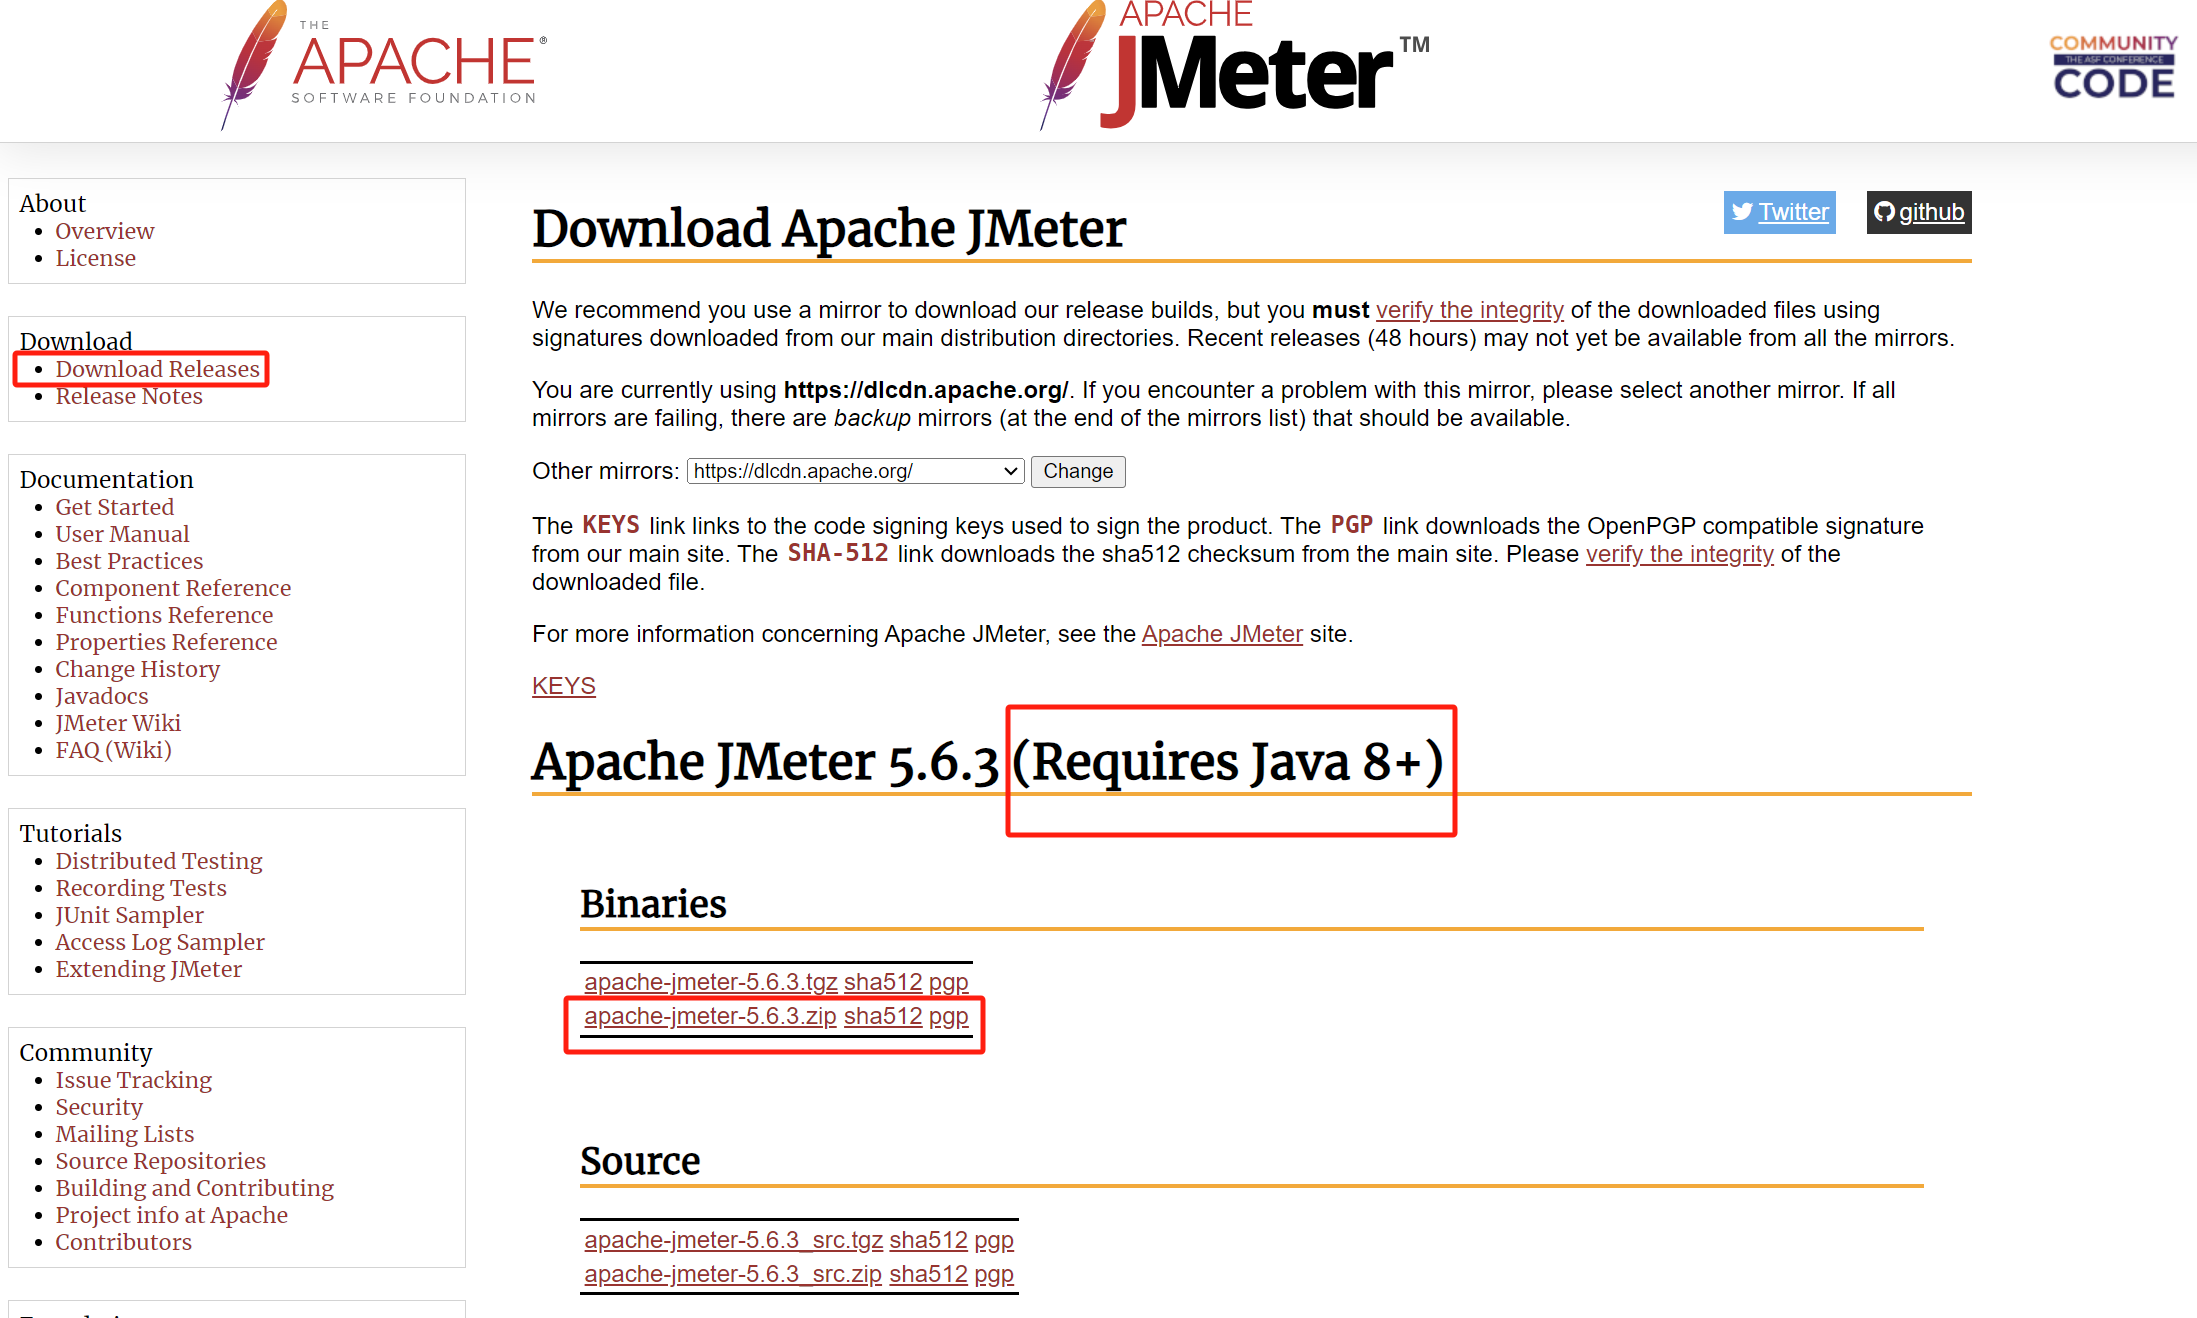 THE
APACHE®
SOFTWARE FOUNDATION
APACHE
JMeter™
COMMUNITY
THE ASF CONFERENCE
CODE
About
Overview
License
Download
Download Releases
Release Notes
Documentation
Get Started
User Manual
Best Practices
Component Reference
Functions Reference
Properties Reference
Change History
Javadocs
JMeter Wiki
FAQ (Wiki)
Tutorials
Distributed Testing
Recording Tests
JUnit Sampler
Access Log Sampler
Extending JMeter
Community
Issue Tracking
Security
Mailing Lists
Source Repositories
Building and Contributing
Project info at Apache
Contributors
Twitter
github
Download Apache JMeter
We recommend you use a mirror to download our release builds, but you must verify the integrity of the downloaded files using
signatures downloaded from our main distribution directories. Recent releases (48 hours) may not yet be available from all the mirrors.
You are currently using https://dlcdn.apache.org/. If you encounter a problem with this mirror, please select another mirror. If all
mirrors are failing, there are backup mirrors (at the end of the mirrors list) that should be available.
Other mirrors: https://dlcdn.apache.org/ Change
The KEYS link links to the code signing keys used to sign the product. The PGP link downloads the OpenPGP compatible signature
from our main site. The SHA-512 link downloads the sha512 checksum from the main site. Please verify the integrity of the
downloaded file.
For more information concerning Apache JMeter, see the Apache JMeter site.
KEYS
Apache JMeter 5.6.3 (Requires Java 8+)
Binaries
apache-jmeter-5.6.3.tgz sha512 pgp
apache-jmeter-5.6.3.zip sha512 pgp
Source
apache-jmeter-5.6.3_src.tgz sha512 pgp
apache-jmeter-5.6.3_src.zip sha512 pgp